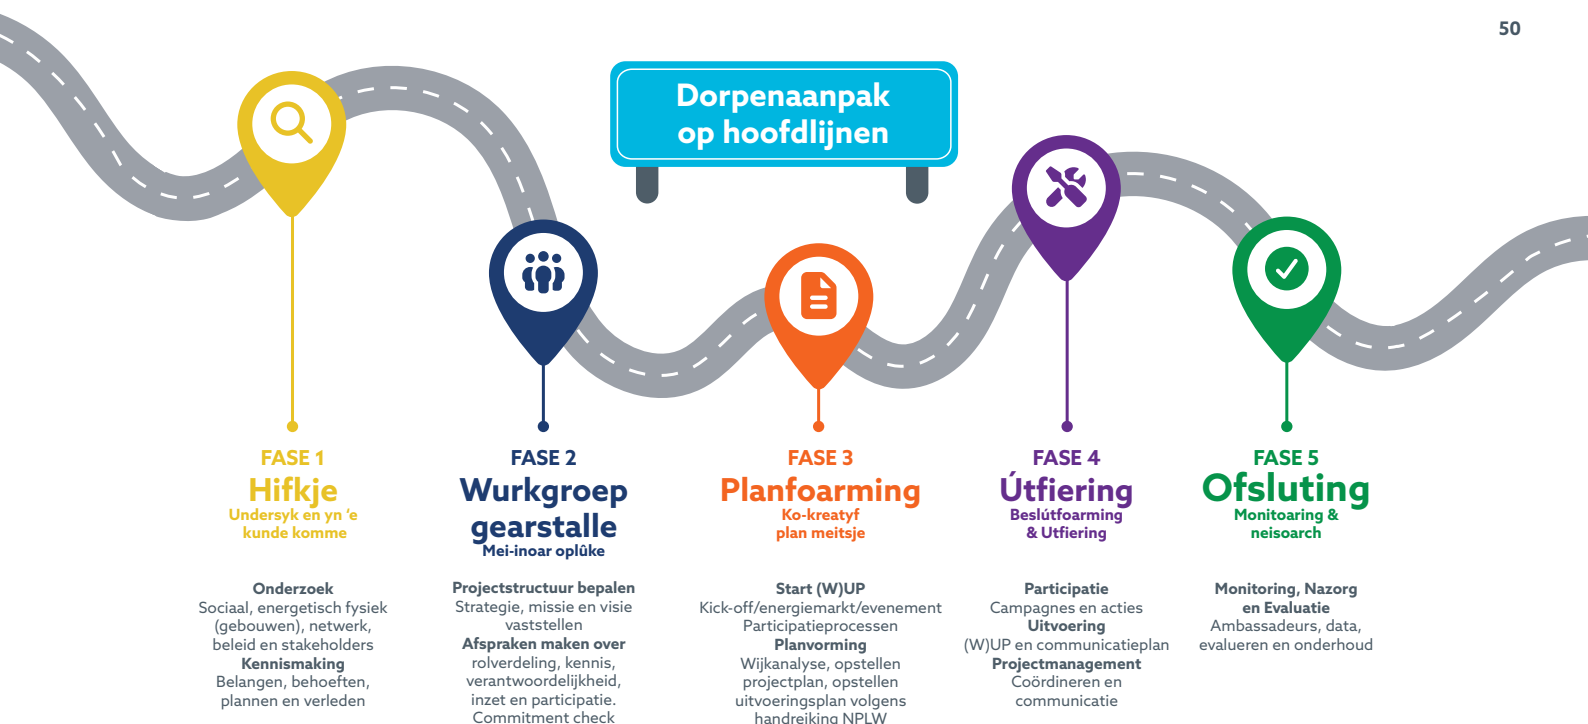 50
Dorpenaanpak
op hoofdlijnen
FASE 1
Hifkje
Undersyk en yn ‘e
kunde komme
Onderzoek
Sociaal, energetisch fysiek
(gebouwen), netwerk,
beleid en stakeholders
Kennismaking
Belangen, behoeften,
plannen en verleden
FASE 2
Wurkgroep
gearstalle
Mei-inoar oplûke
Projectstructuur bepalen
Strategie, missie en visie
vaststellen
Afspraken maken over
rolverdeling, kennis,
verantwoordelijkheid,
inzet en participatie.
Commitment check
FASE 3
Planfoarming
Ko-kreatyf
plan meitsje
Start (W)UP
Kick-off/energiemarkt/evenement
Participatieprocessen
Planvorming
Wijkanalyse, opstellen
projectplan, opstellen
uitvoeringsplan volgens
handreiking NPLW
FASE 4
Útfiering
Beslútfoarming
& Utfiering
Participatie
Campagnes en acties
Uitvoering
(W)UP en communicatieplan
Projectmanagement
Coördineren en
communicatie
FASE 5
Ofsluting
Monitoaring &
neisoarch
Monitoring, Nazorg
en Evaluatie
Ambassadeurs, data,
evalueren en onderhoud